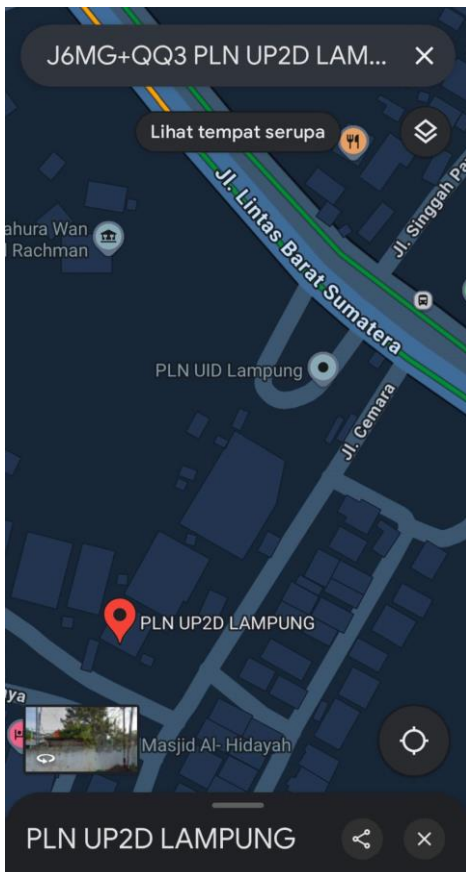 J6MG+QQ3 PLN UP2D LAM...
Lihat tempat serupa
Jl. Singgah Pa
ahura Wan
Rachman
Jl. Lintas Barat Sumatera
PLN UID Lampung
Jl. Cemara
PLN UP2D LAMPUNG
ya
Masjid Al- Hidayah
PLN UP2D LAMPUNG